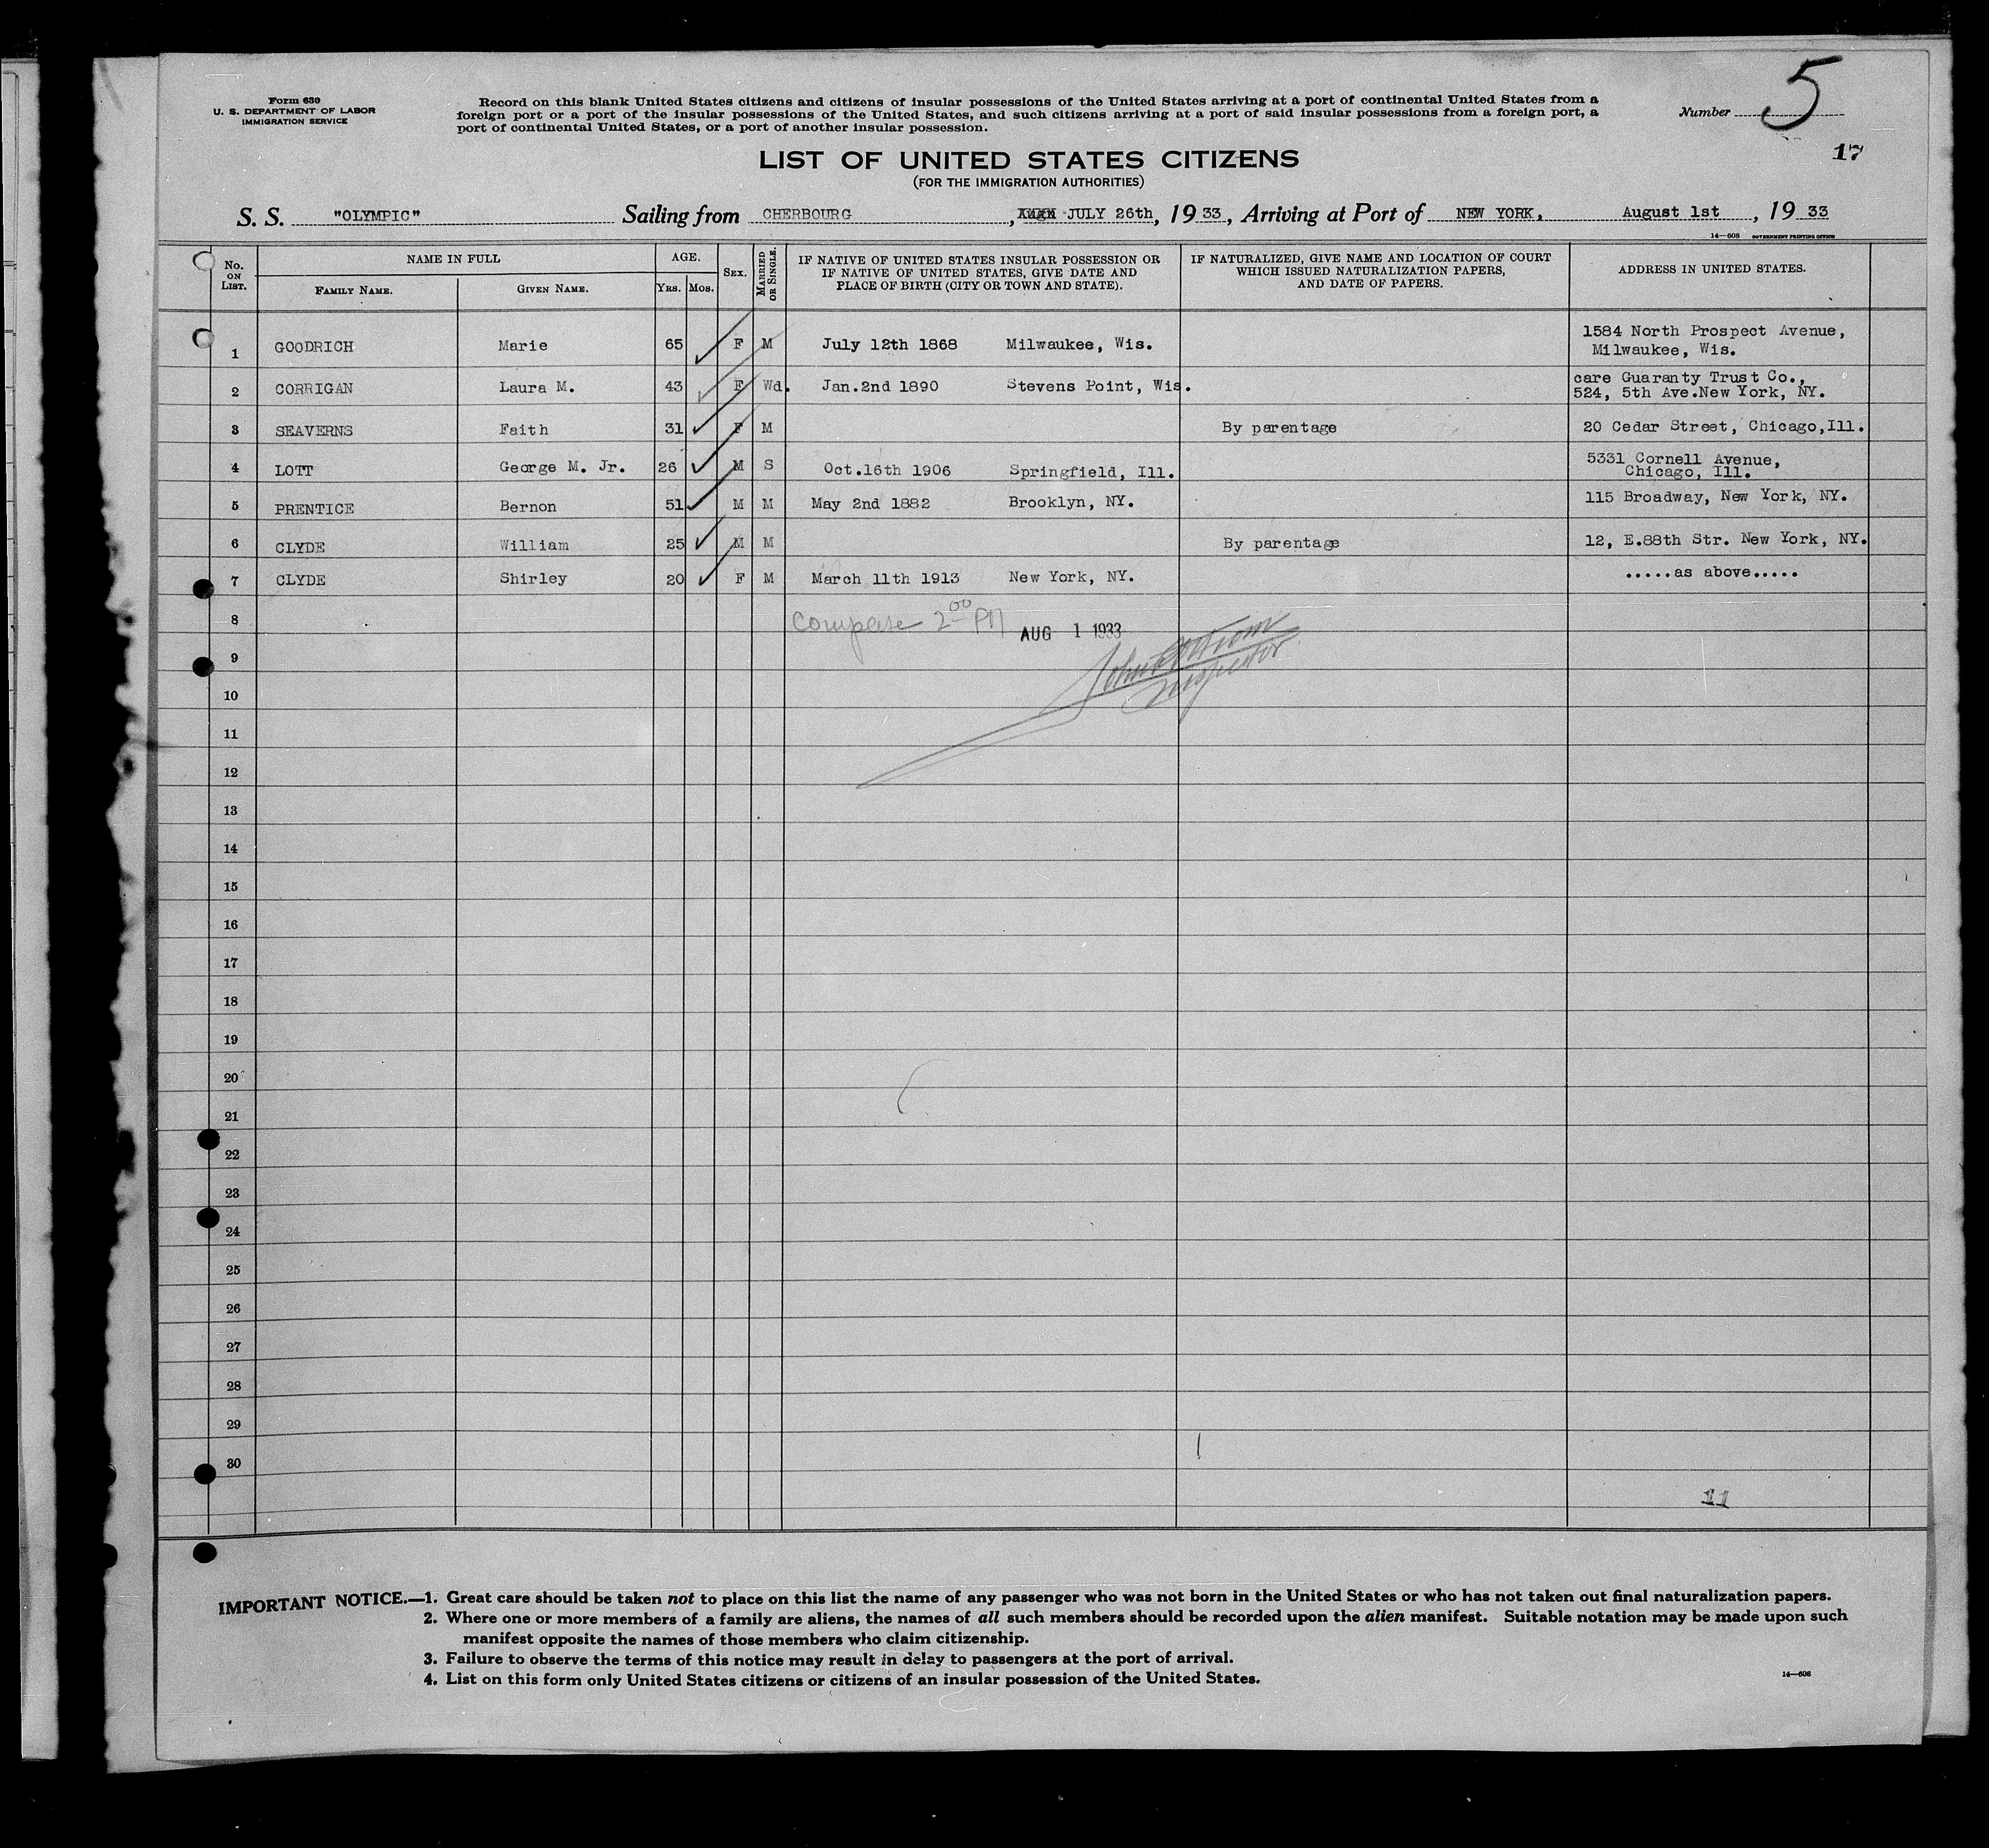 Form 630
U. S. DEPARTMENT OF LABOR
IMMIGRATION SERVICE
Record on this blank United States citizens and citizens of insular possessions of the United States arriving at a port of continental United States from a
foreign port or a port of the insular possessions of the United States, and such citizens arriving at a port of said insular possessions from a foreign port, a
port of continental United States, or a port of another insular possession.
Number 5
17
LIST OF UNITED STATES CITIZENS
(FOR THE IMMIGRATION AUTHORITIES)
S. S. "OLYMPIC" Sailing from CHERBOURG , JULY 26th, 19 33, Arriving at Port of NEW YORK, August 1st , 19 33
14—608 GOVERNMENT PRINTING OFFICE
No. ON LIST. NAME IN FULL FAMILY NAME. GIVEN NAME. AGE. YRS. MOS. SEX. MARRIED OR SINGLE. IF NATIVE OF UNITED STATES INSULAR POSSESSION OR IF NATIVE OF UNITED STATES, GIVE DATE AND PLACE OF BIRTH (CITY OR TOWN AND STATE). IF NATURALIZED, GIVE NAME AND LOCATION OF COURT WHICH ISSUED NATURALIZATION PAPERS, AND DATE OF PAPERS. ADDRESS IN UNITED STATES.
1 GOODRICH Marie 65 F M July 12th 1868 Milwaukee, Wis. 1584 North Prospect Avenue, Milwaukee, Wis.
2 CORRIGAN Laura M. 43 F Wd. Jan.2nd 1890 Stevens Point, Wis. care Guaranty Trust Co., 524, 5th Ave.New York, NY.
3 SEAVERNS Faith 31 F M By parentage 20 Cedar Street, Chicago,Ill.
4 LOTT George M. Jr. 26 M S Oct.16th 1906 Springfield, Ill. 5331 Cornell Avenue, Chicago, Ill.
5 PRENTICE Bernon 51 M M May 2nd 1882 Brooklyn, NY. 115 Broadway, New York, NY.
6 CLYDE William 25 M M By parentage 12, E.88th Str. New York, NY.
7 CLYDE Shirley 20 F M March 11th 1913 New York, NY. .....as above.....
8 2 00 PM AUG 1 1933
9
Inspector
10
11
12
13
14
15
16
17
18
19
20
21
22
23
24
25
26
27
28
29
30
11
IMPORTANT NOTICE.—1. Great care should be taken not to place on this list the name of any passenger who was not born in the United States or who has not taken out final naturalization papers.
2. Where one or more members of a family are aliens, the names of all such members should be recorded upon the alien manifest. Suitable notation may be made upon such
manifest opposite the names of those members who claim citizenship.
3. Failure to observe the terms of this notice may result in delay to passengers at the port of arrival.
4. List on this form only United States citizens or citizens of an insular possession of the United States.
14—608